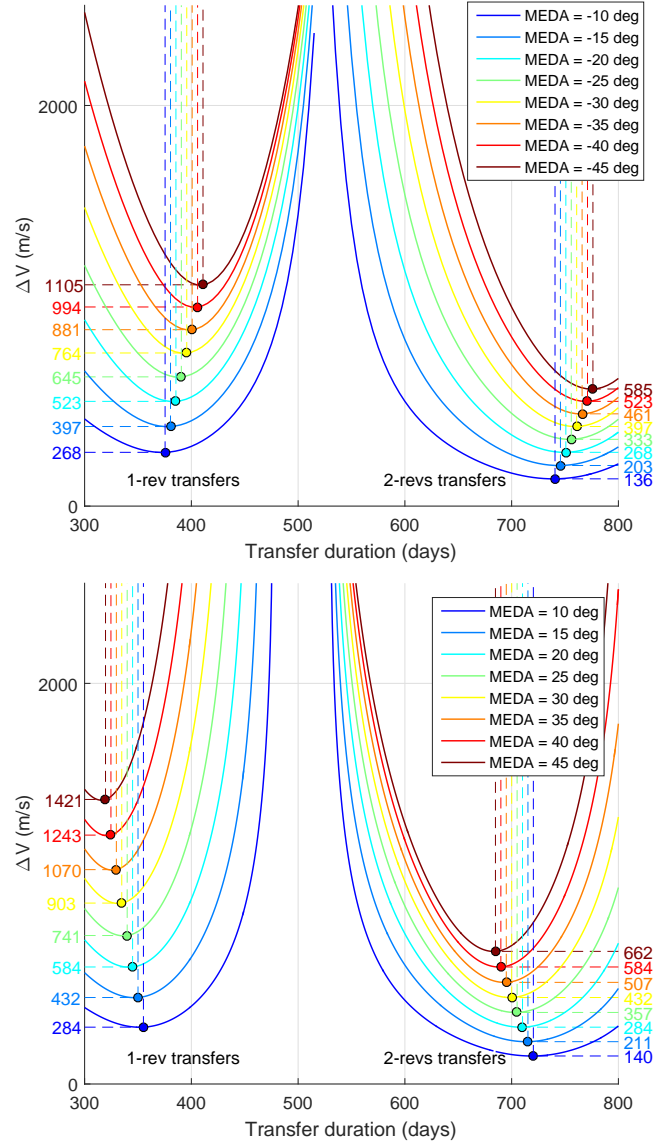 MEDA = -10 deg
MEDA = -15 deg
MEDA = -20 deg
MEDA = -25 deg
MEDA = -30 deg
MEDA = -35 deg
MEDA = -40 deg
MEDA = -45 deg
2000
Δ V (m/s)
1105
994
881
764
645
523
397
268
0
585
523
461
397
333
268
203
136
1-rev transfers
2-revs transfers
300 400 500 600 700 800
Transfer duration (days)
MEDA = 10 deg
MEDA = 15 deg
MEDA = 20 deg
MEDA = 25 deg
MEDA = 30 deg
MEDA = 35 deg
MEDA = 40 deg
MEDA = 45 deg
2000
Δ V (m/s)
1421
1243
1070
903
741
584
432
284
0
662
584
507
432
357
284
211
140
1-rev transfers
2-revs transfers
300 400 500 600 700 800
Transfer duration (days)